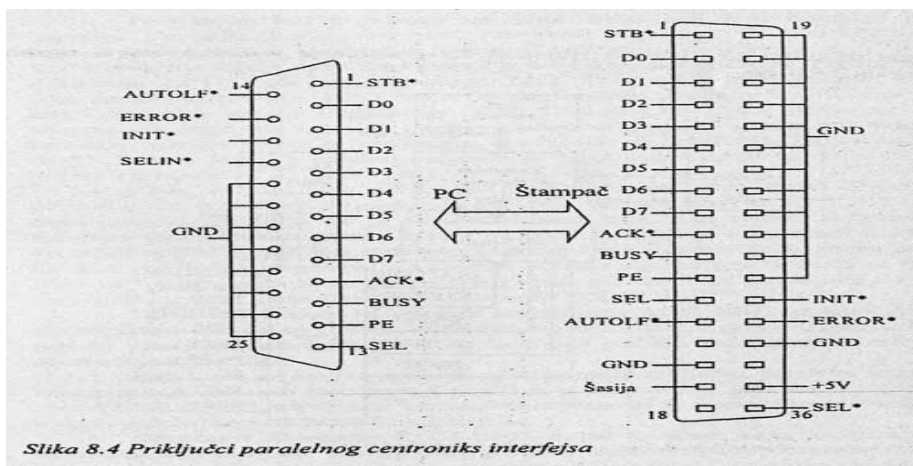 14
1
AUTOLF*
ERROR*
INIT*
SELIN*
GND
25
STB*
D0
D1
D2
D3
D4
D5
D6
D7
ACK*
BUSY
PE
SEL
13
PC
Štampač
1
19
STB*
D0
D1
D2
D3
D4
D5
D6
D7
ACK*
BUSY
PE
SEL
AUTOLF*
GND
Šasija
18
GND
INIT*
ERROR*
GND
+5V
SEL*
36
Slika 8.4 Priključci paralelnog centroniks interfejsa